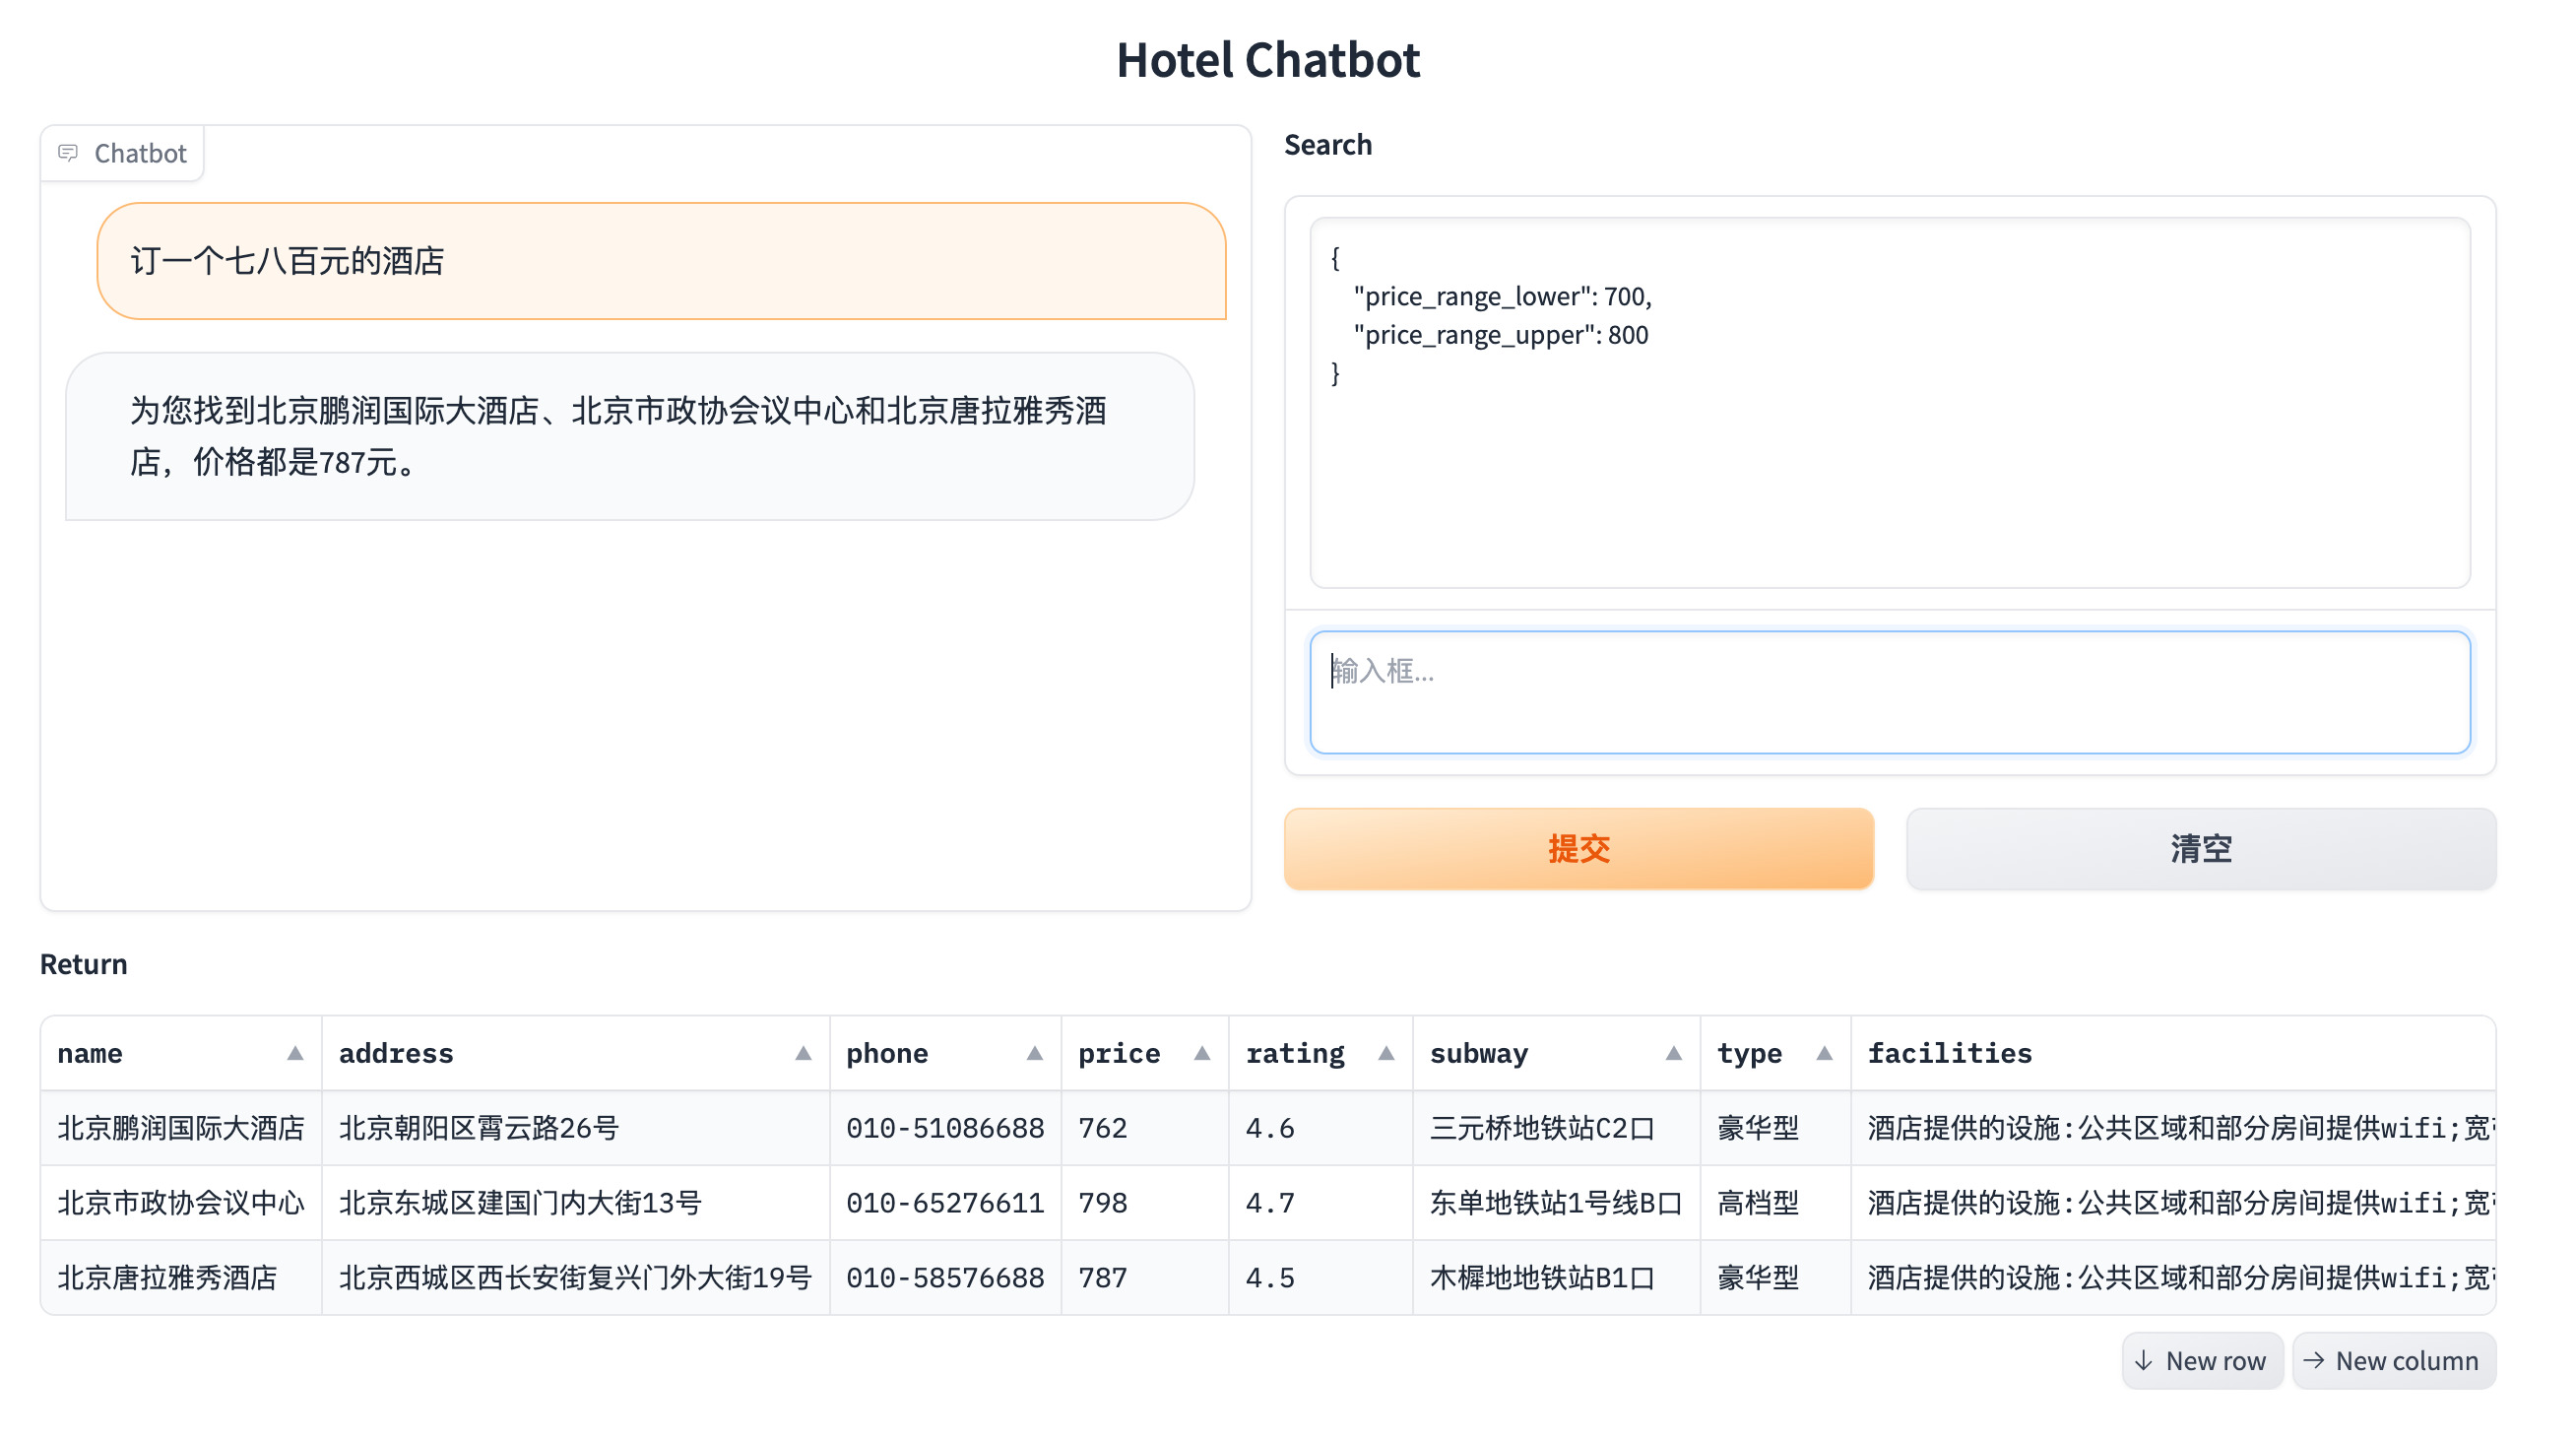 Hotel Chatbot
Chatbot
订一个七八百元的酒店
为您找到北京鹏润国际大酒店、北京市政协会议中心和北京唐拉雅秀酒
店，价格都是787元。
Search
{
"price_range_lower": 700,
"price_range_upper": 800
}
输入框...
提交 清空
Return
name address phone price rating subway type facilities
北京鹏润国际大酒店 北京朝阳区霄云路26号 010-51086688 762 4.6 三元桥地铁站C2口 豪华型 酒店提供的设施:公共区域和部分房间提供wifi;宽
北京市政协会议中心 北京东城区建国门内大街13号 010-65276611 798 4.7 东单地铁站1号线B口 高档型 酒店提供的设施:公共区域和部分房间提供wifi;宽
北京唐拉雅秀酒店 北京西城区西长安街复兴门外大街19号 010-58576688 787 4.5 木樨地地铁站B1口 豪华型 酒店提供的设施:公共区域和部分房间提供wifi;宽
New row New column